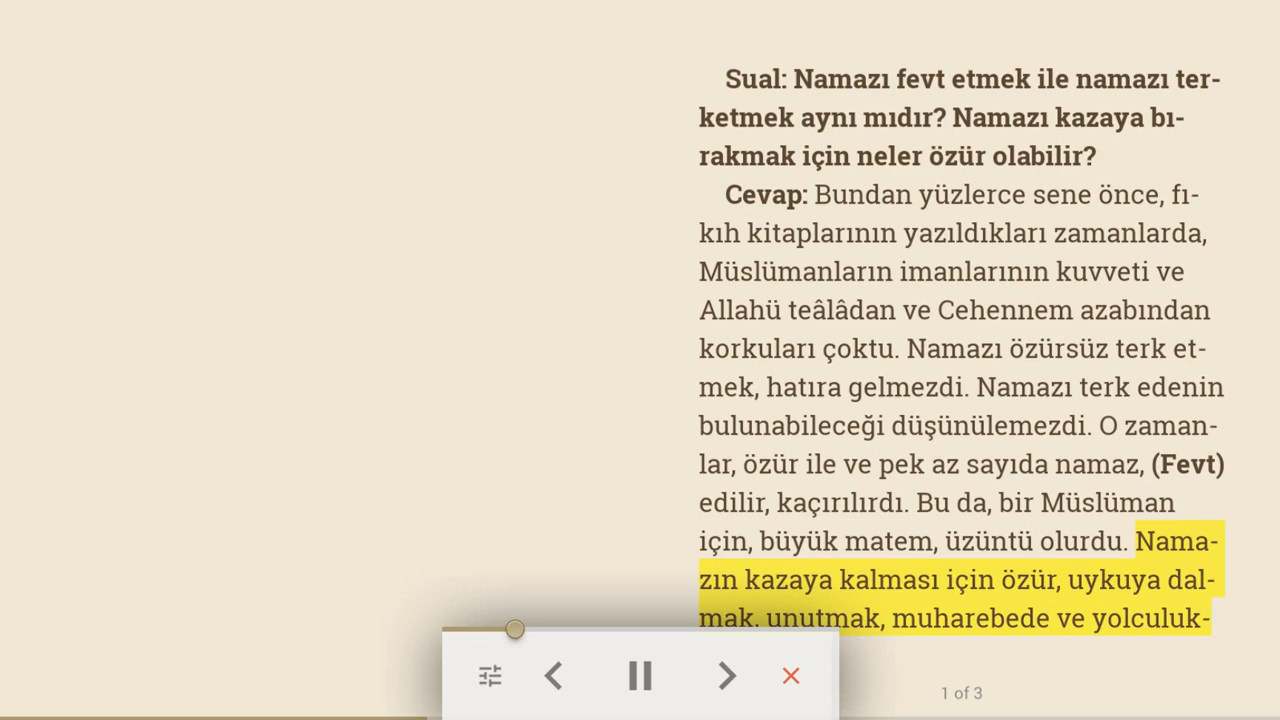 Sual: Namazı fevt etmek ile namazı ter-
ketmek aynı mıdır? Namazı kazaya bı-
rakmak için neler özür olabilir?
Cevap: Bundan yüzlerce sene önce, fı-
kıh kitaplarının yazıldıkları zamanlarda,
Müslümanların imanlarının kuvveti ve
Allahü teâlâdan ve Cehennem azabından
korkuları çoktu. Namazı özürsüz terk et-
mek, hatıra gelmezdi. Namazı terk edenin
bulunabileceği düşünülemezdi. O zaman-
lar, özür ile ve pek az sayıda namaz, (Fevt)
edilir, kaçırılırdı. Bu da, bir Müslüman
için, büyük matem, üzüntü olurdu. Nama-
zın kazaya kalması için özür, uykuya dal-
mak, unutmak, muharebede ve yolculuk-
1 of 3